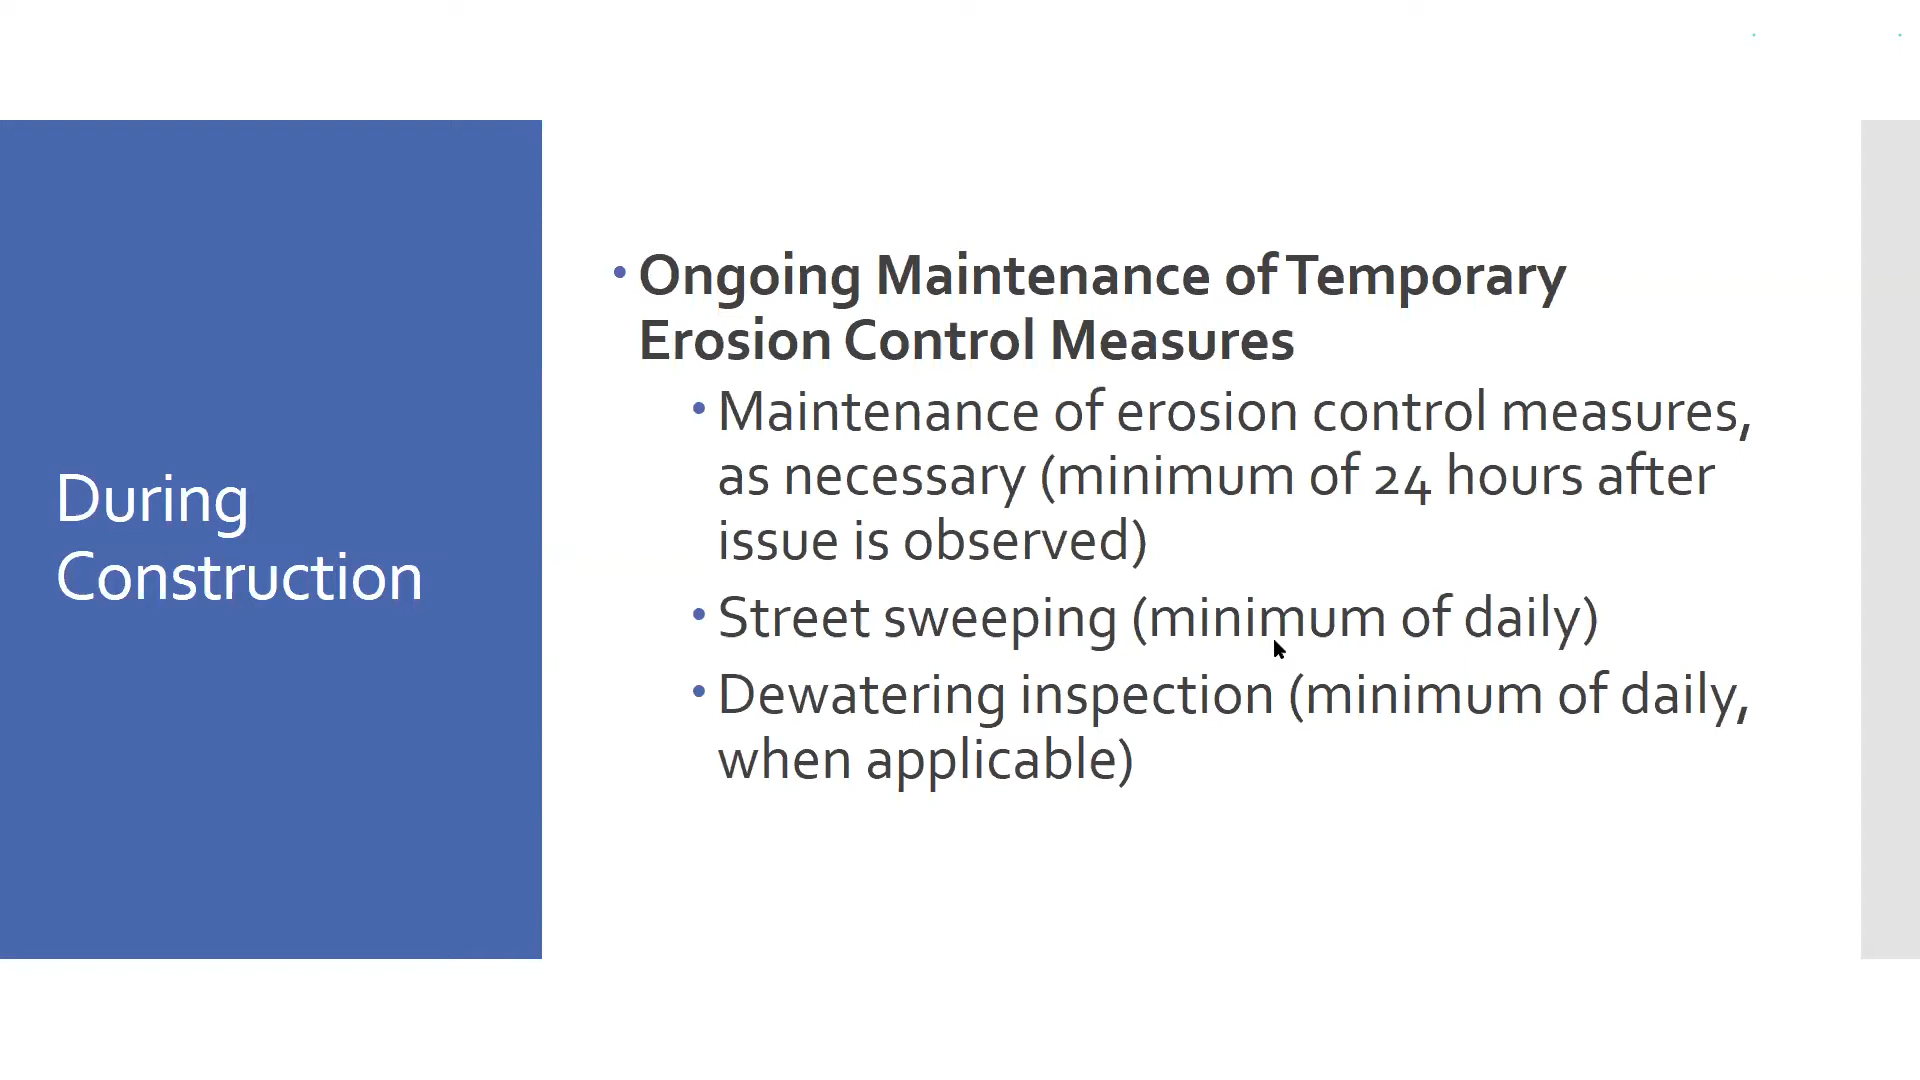 During
Construction
• Ongoing Maintenance of Temporary
Erosion Control Measures
• Maintenance of erosion control measures,
as necessary (minimum of 24 hours after
issue is observed)
• Street sweeping (minimum of daily)
• Dewatering inspection (minimum of daily,
when applicable)